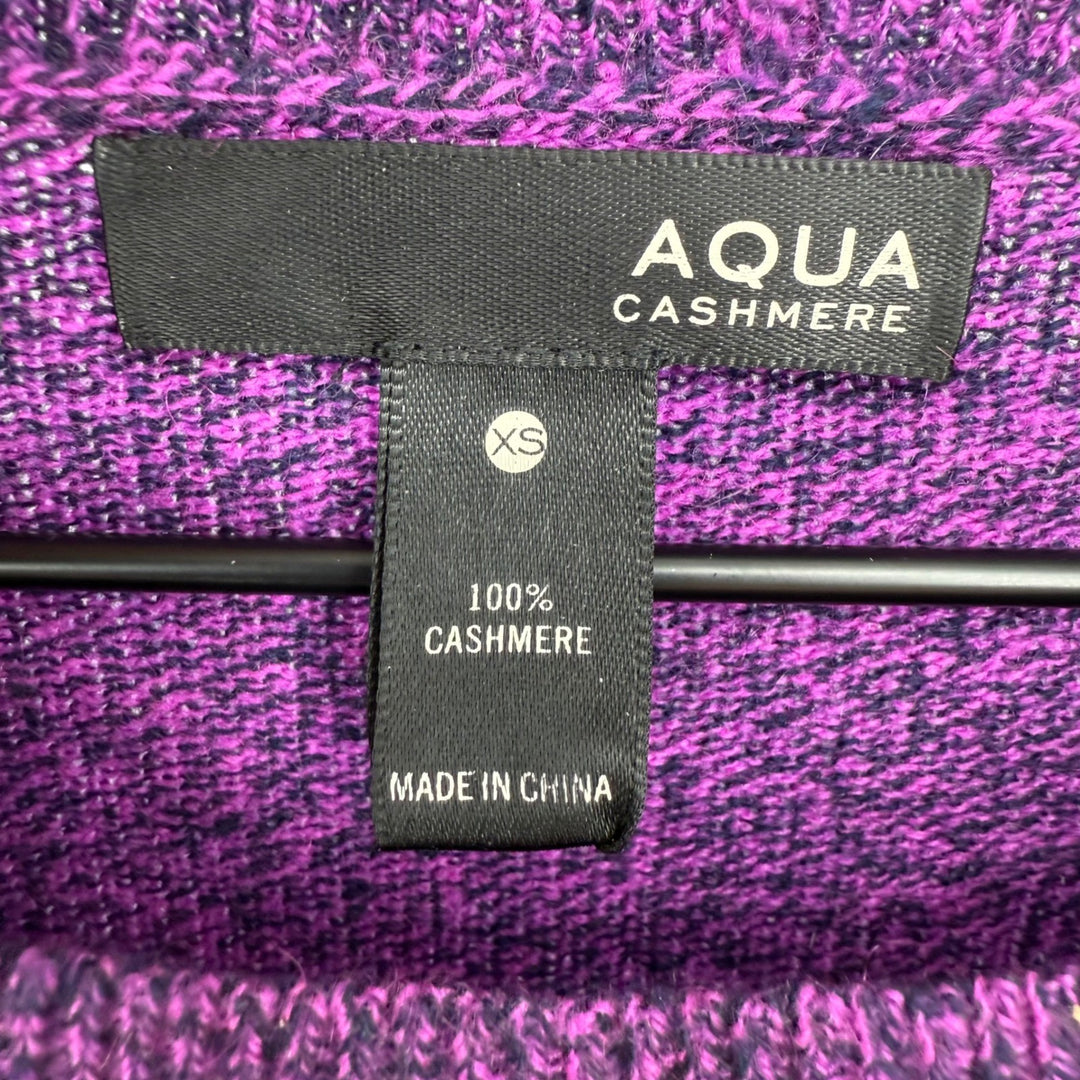 AQUA
CASHMERE
XS
100%
CASHMERE
MADE IN CHINA